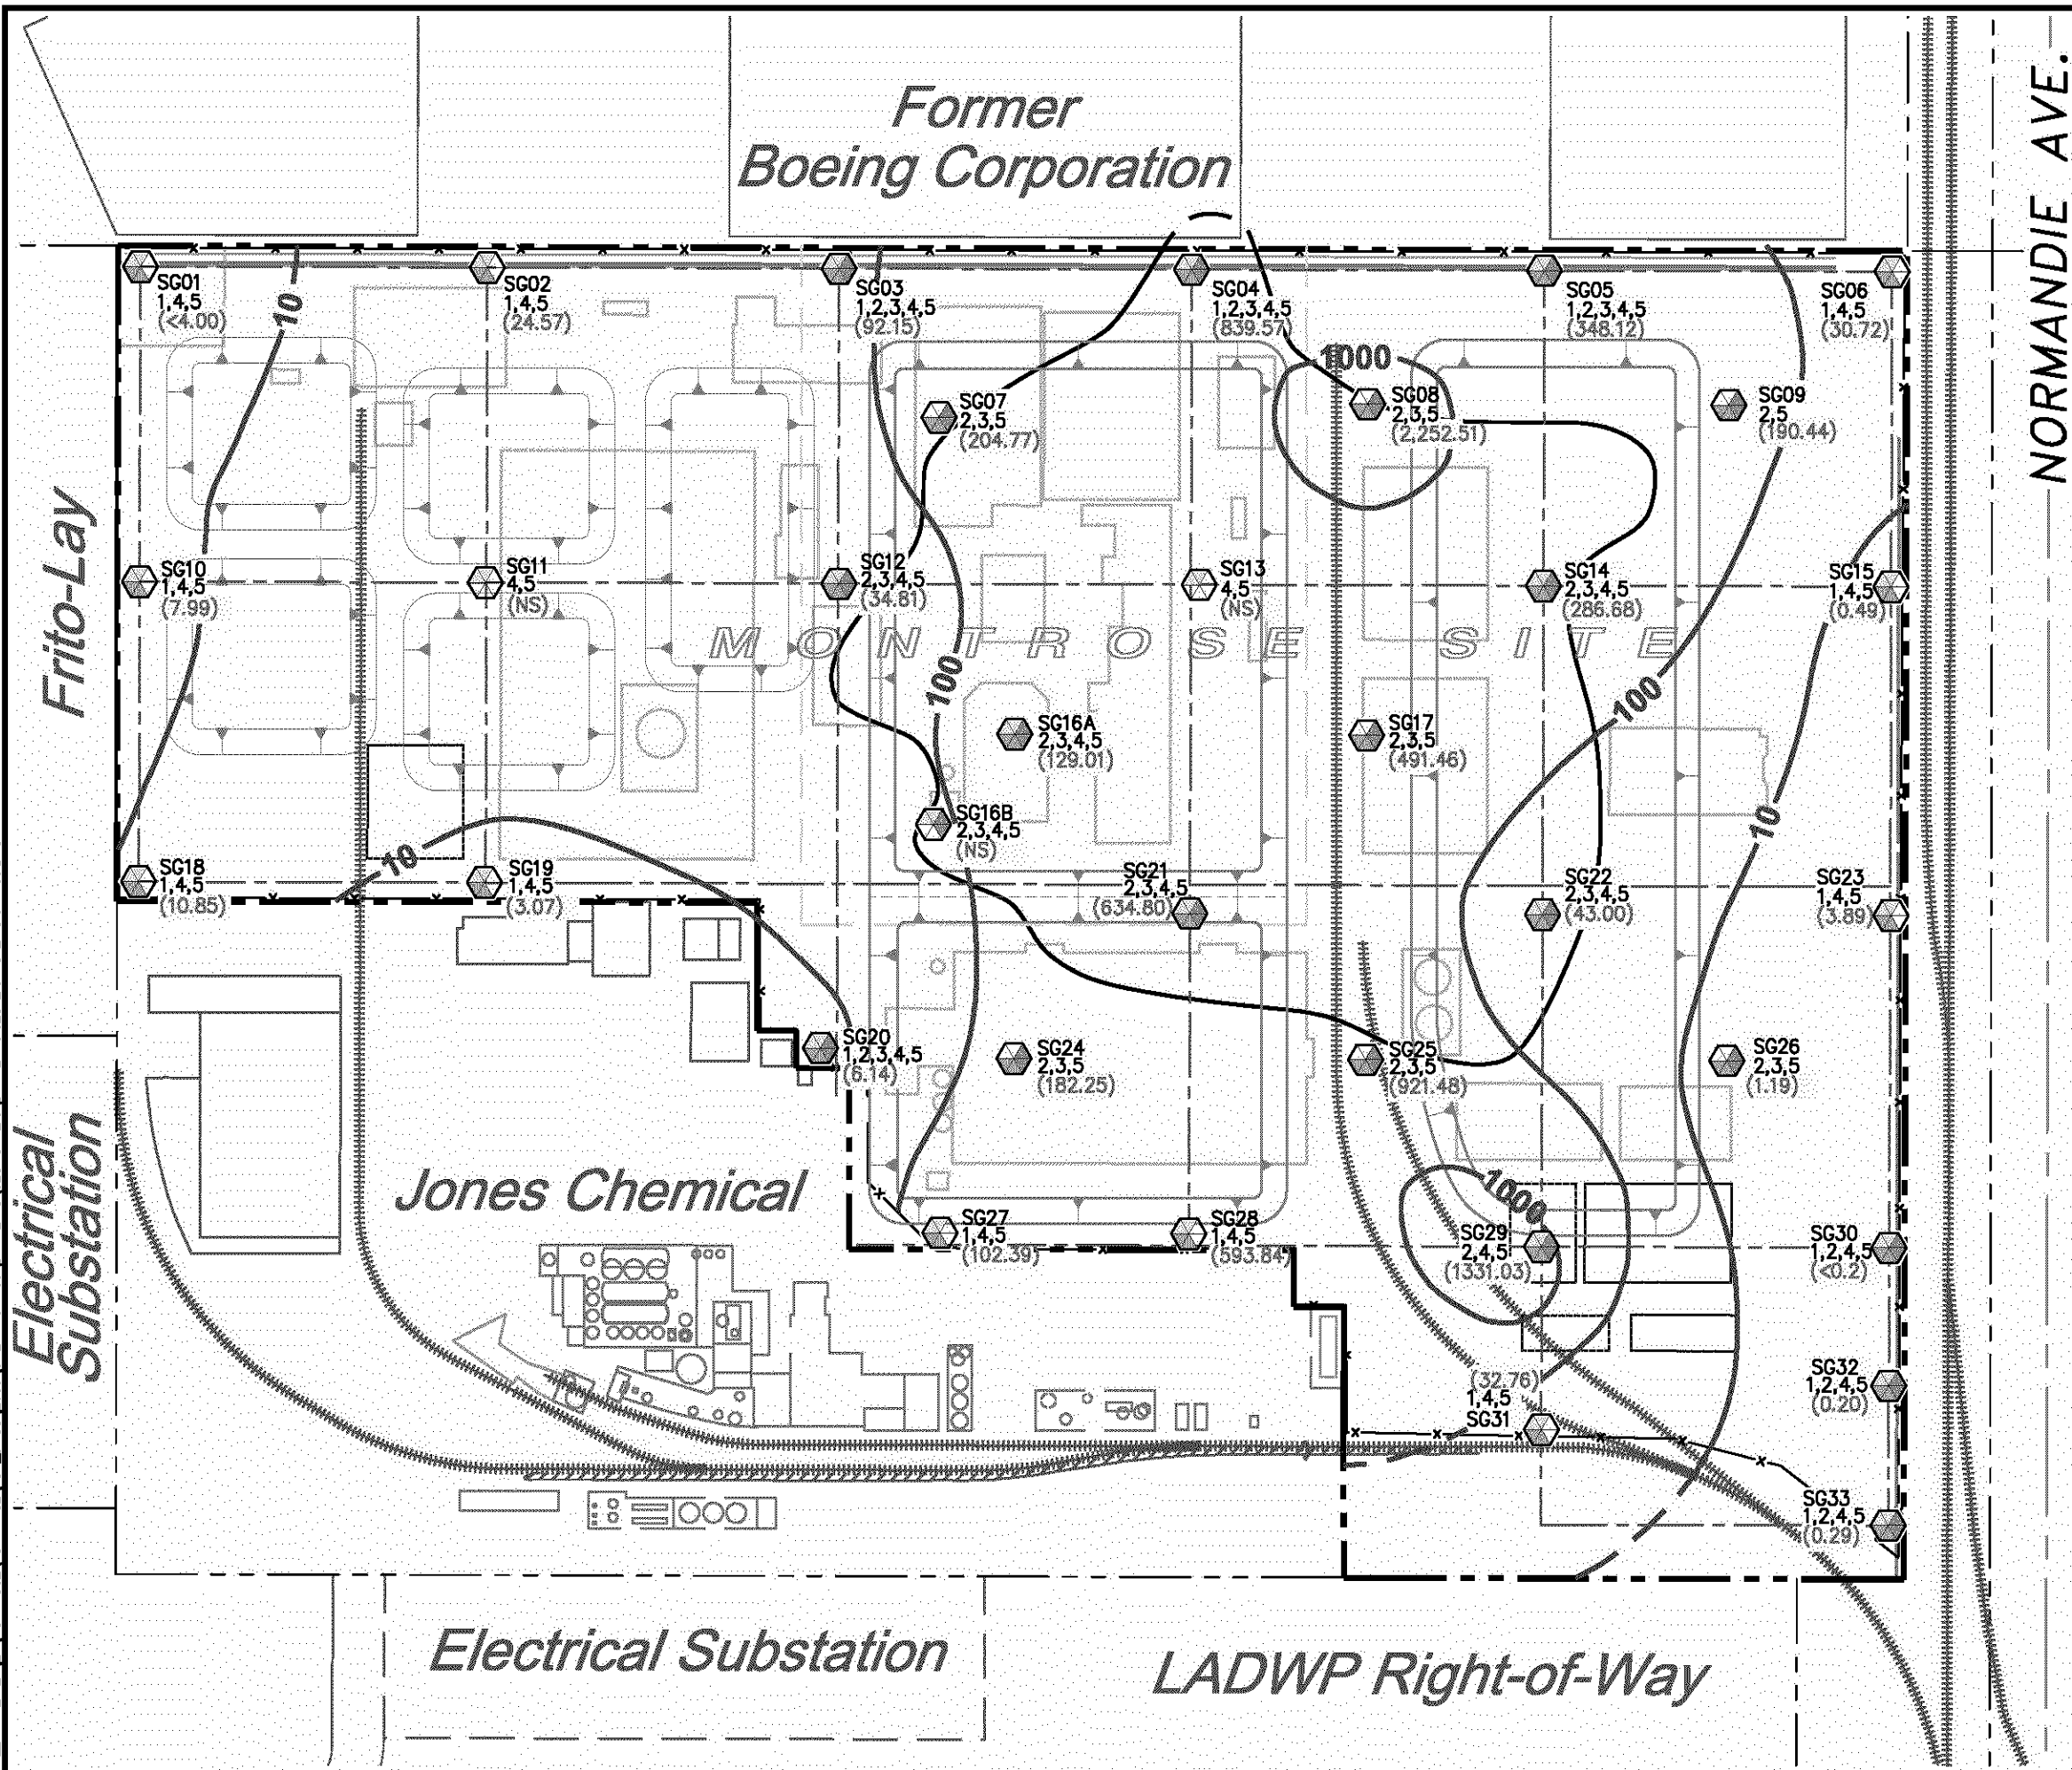 Former
Boeing Corporation
NORMANDIE AVE.
SG01
1,4,5
(<4.00)
10
SG02
1,4,5
(24.57)
SG03
1,2,3,4,5
(92.15)
SG04
1,2,3,4,5
(839.57)
SG05
1,2,3,4,5
(348.12)
SG06
1,4,5
(30.72)
1000
SG07
2,3,5
(204.77)
SG08
2,3,5
(2,252.51)
SG09
2,5
(190.44)
Frito-Lay
SG10
1,4,5
(7.99)
SG11
4,5
(NS)
SG12
2,3,4,5
(34.81)
SG13
4,5
(NS)
SG14
2,3,4,5
(286.68)
SG15
1,4,5
(0.49)
MONTROSE SITE
100
100
SG16A
2,3,4,5
(129.01)
SG17
2,3,5
(491.46)
SG16B
2,3,4,5
(NS)
10
10
SG18
1,4,5
(10.85)
SG19
1,4,5
(3.07)
SG21
2,3,4,5
(634.80)
SG22
2,3,4,5
(43.00)
SG23
1,4,5
(3.89)
SG20
1,2,3,4,5
(6.14)
SG24
2,3,5
(182.25)
SG25
2,3,5
(921.48)
SG26
2,3,5
(1.19)
Electrical
Substation
Jones Chemical
1000
SG27
1,4,5
(102.39)
SG28
1,4,5
(593.84)
SG29
2,4,5
(1331.03)
SG30
1,2,4,5
(<0.2)
(32.76)
1,4,5
SG31
SG32
1,2,4,5
(0.20)
SG33
1,2,4,5
(0.29)
Electrical Substation
LADWP Right-of-Way